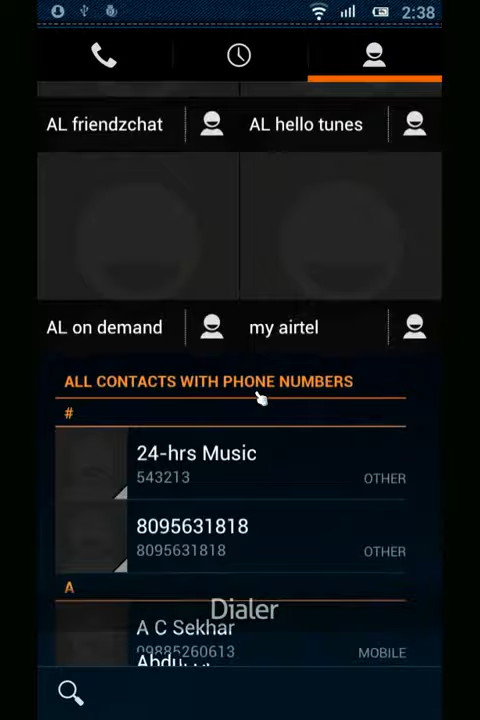 2:38
AL friendzchat
AL hello tunes
AL on demand
my airtel
ALL CONTACTS WITH PHONE NUMBERS
#
24-hrs Music
543213
OTHER
8095631818
8095631818
OTHER
A
Dialer
A C Sekhar
09885260613
MOBILE